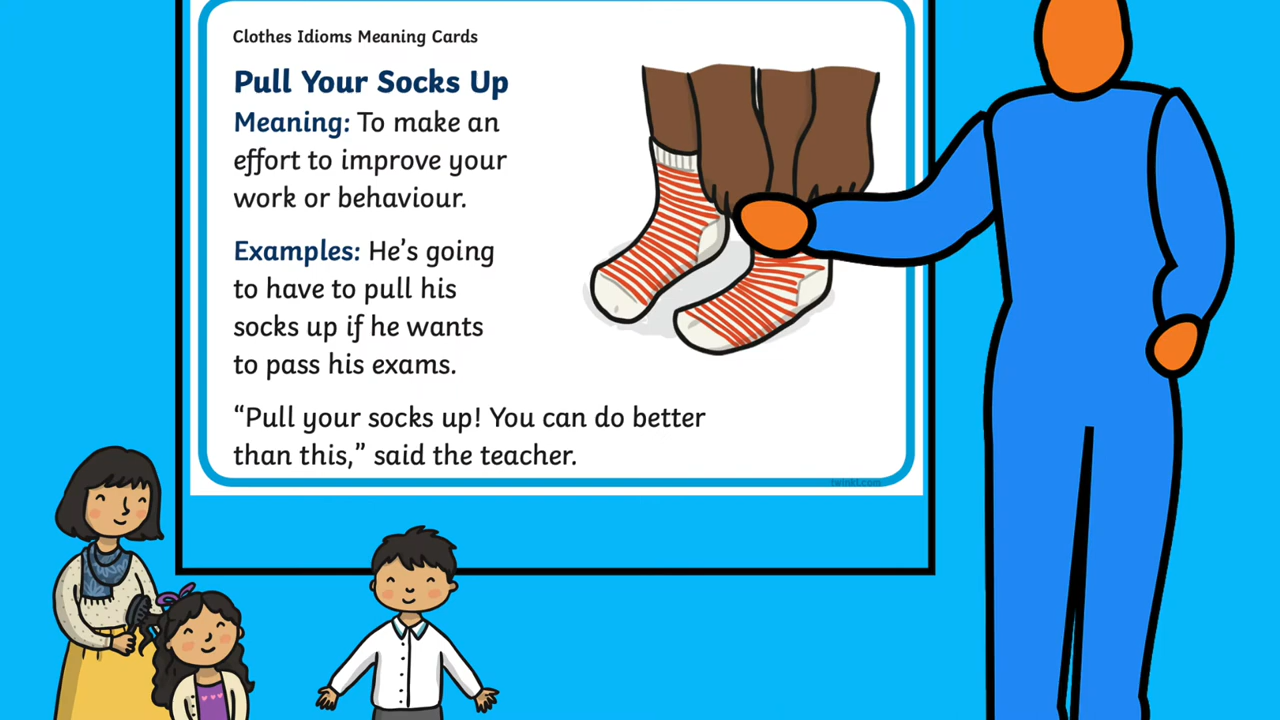 Clothes Idioms Meaning Cards
Pull Your Socks Up
Meaning: To make an
effort to improve your
work or behaviour.
Examples: He’s going
to have to pull his
socks up if he wants
to pass his exams.
“Pull your socks up! You can do better
than this,” said the teacher.
twinkl.com